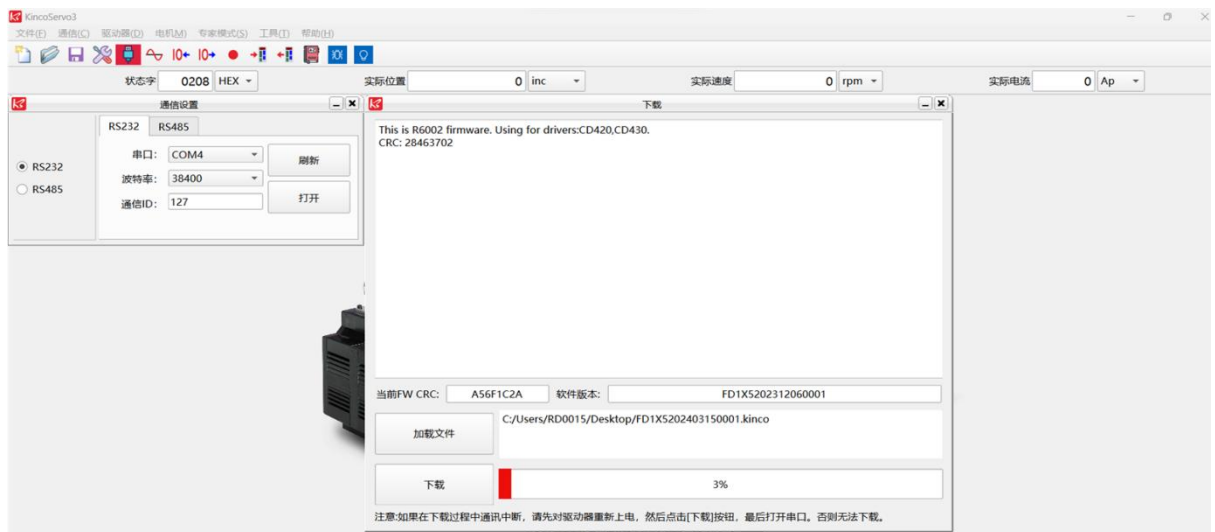 KincoServo3
文件(F) 通信(C) 驱动器(D) 电机(M) 专家模式(S) 工具(T) 帮助(H)
状态字 0208 HEX 实际位置 0 inc 实际速度 0 rpm 实际电流 0 Ap
通信设置
RS232 RS485
RS232
RS485
串口: COM4 刷新
波特率: 38400
通信ID: 127 打开
下载
This is R6002 firmware. Using for drivers:CD420,CD430.
CRC: 28463702
当前FW CRC: A56F1C2A 软件版本: FD1X5202312060001
加载文件 C:/Users/RD0015/Desktop/FD1X5202403150001.kinco
下载 3%
注意:如果在下载过程中通讯中断，请先对驱动器重新上电，然后点击[下载]按钮，最后打开串口。否则无法下载。